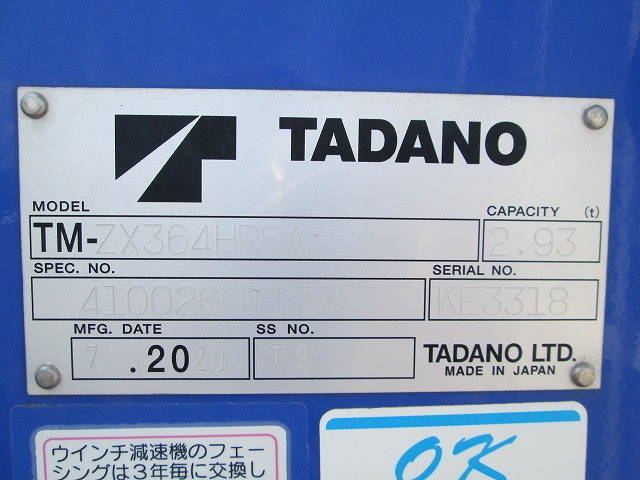 TADANO
MODEL
CAPACITY (t)
TM-ZX364HRSA
2.93
SPEC. NO.
SERIAL NO.
KE3318
MFG. DATE
SS NO.
7 .2020
T9
TADANO LTD.
MADE IN JAPAN
ウインチ減速機のフェー
シングは3年毎に交換し
OK